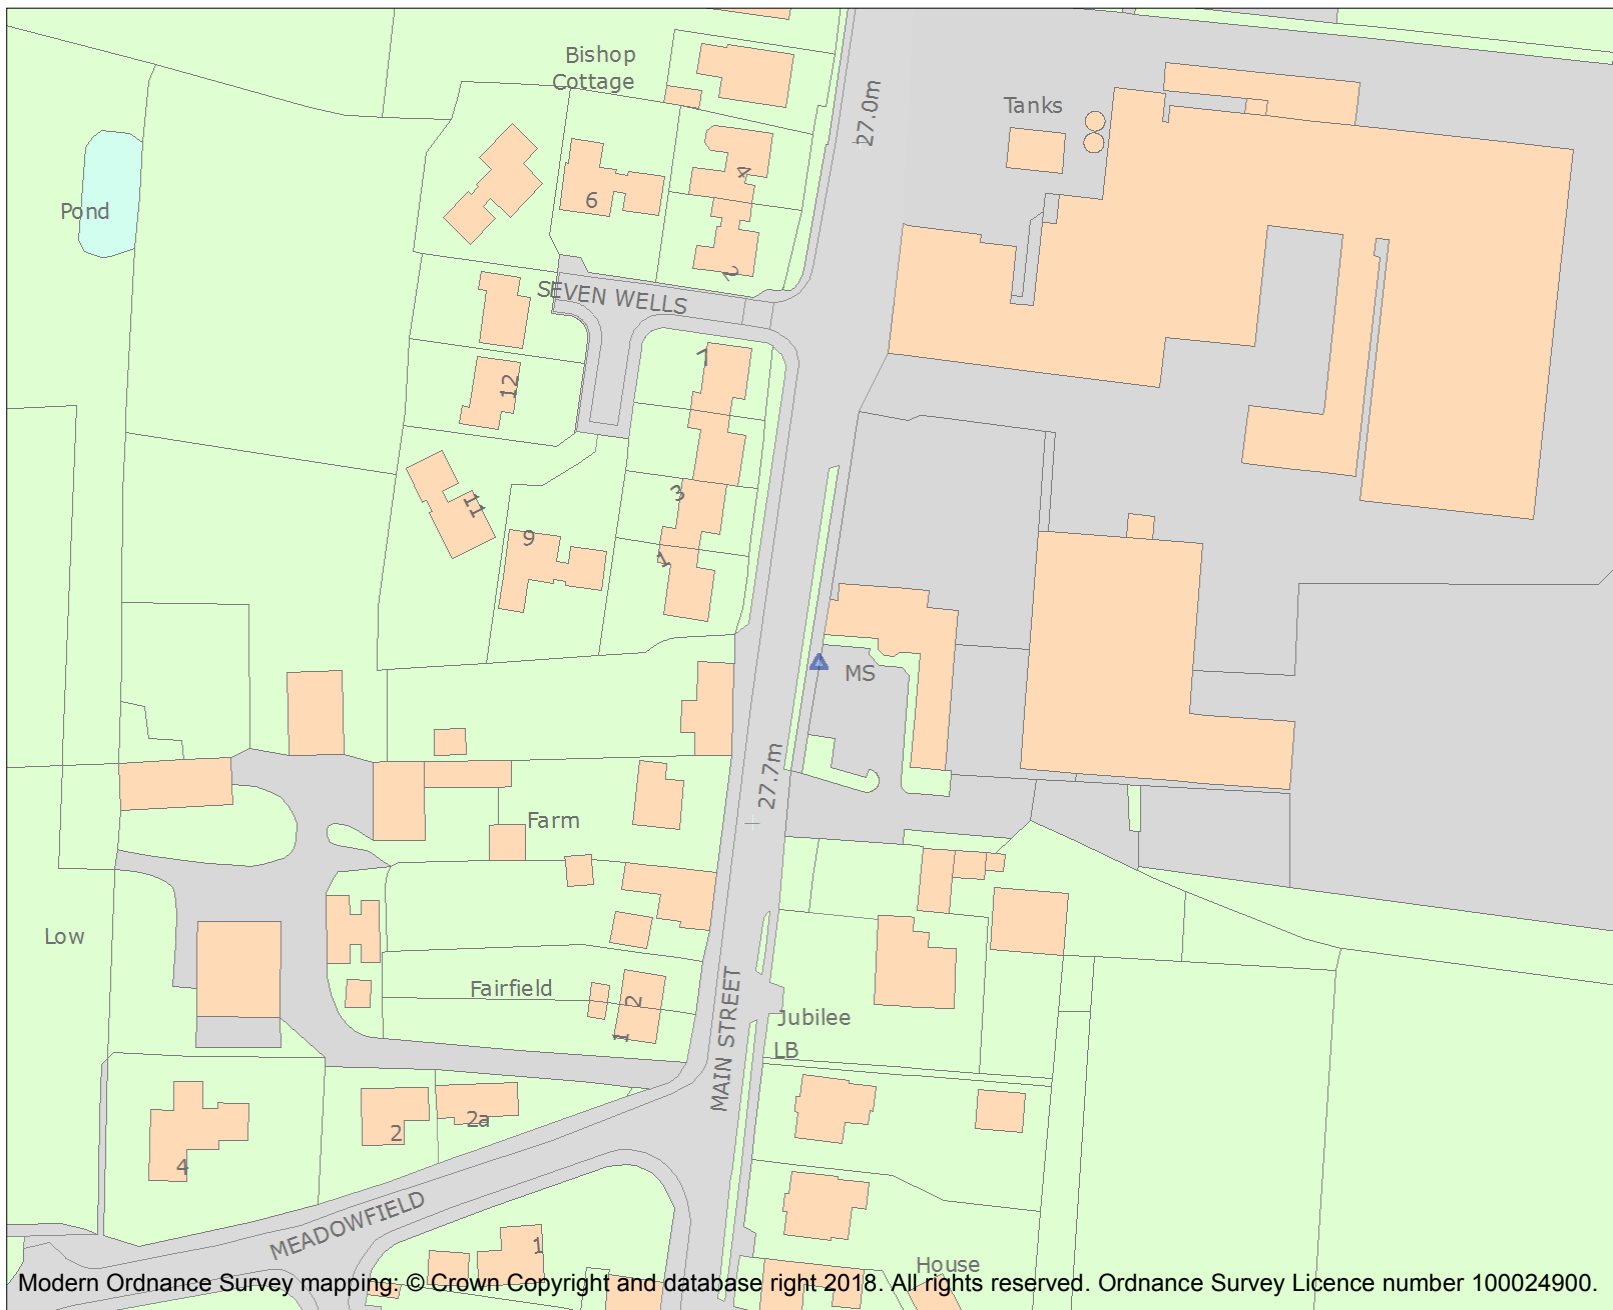 Bishop
Cottage
27.0m
Tanks
Pond
4
6
2
SEVEN WELLS
7
12
3
11
9
1
MS
27.7m
Farm
Low
Fairfield
2
1
Jubilee
LB
MAIN STREET
2a
2
4
MEADOWFIELD
1
House
Modern Ordnance Survey mapping: © Crown Copyright and database right 2018. All rights reserved. Ordnance Survey Licence number 100024900.